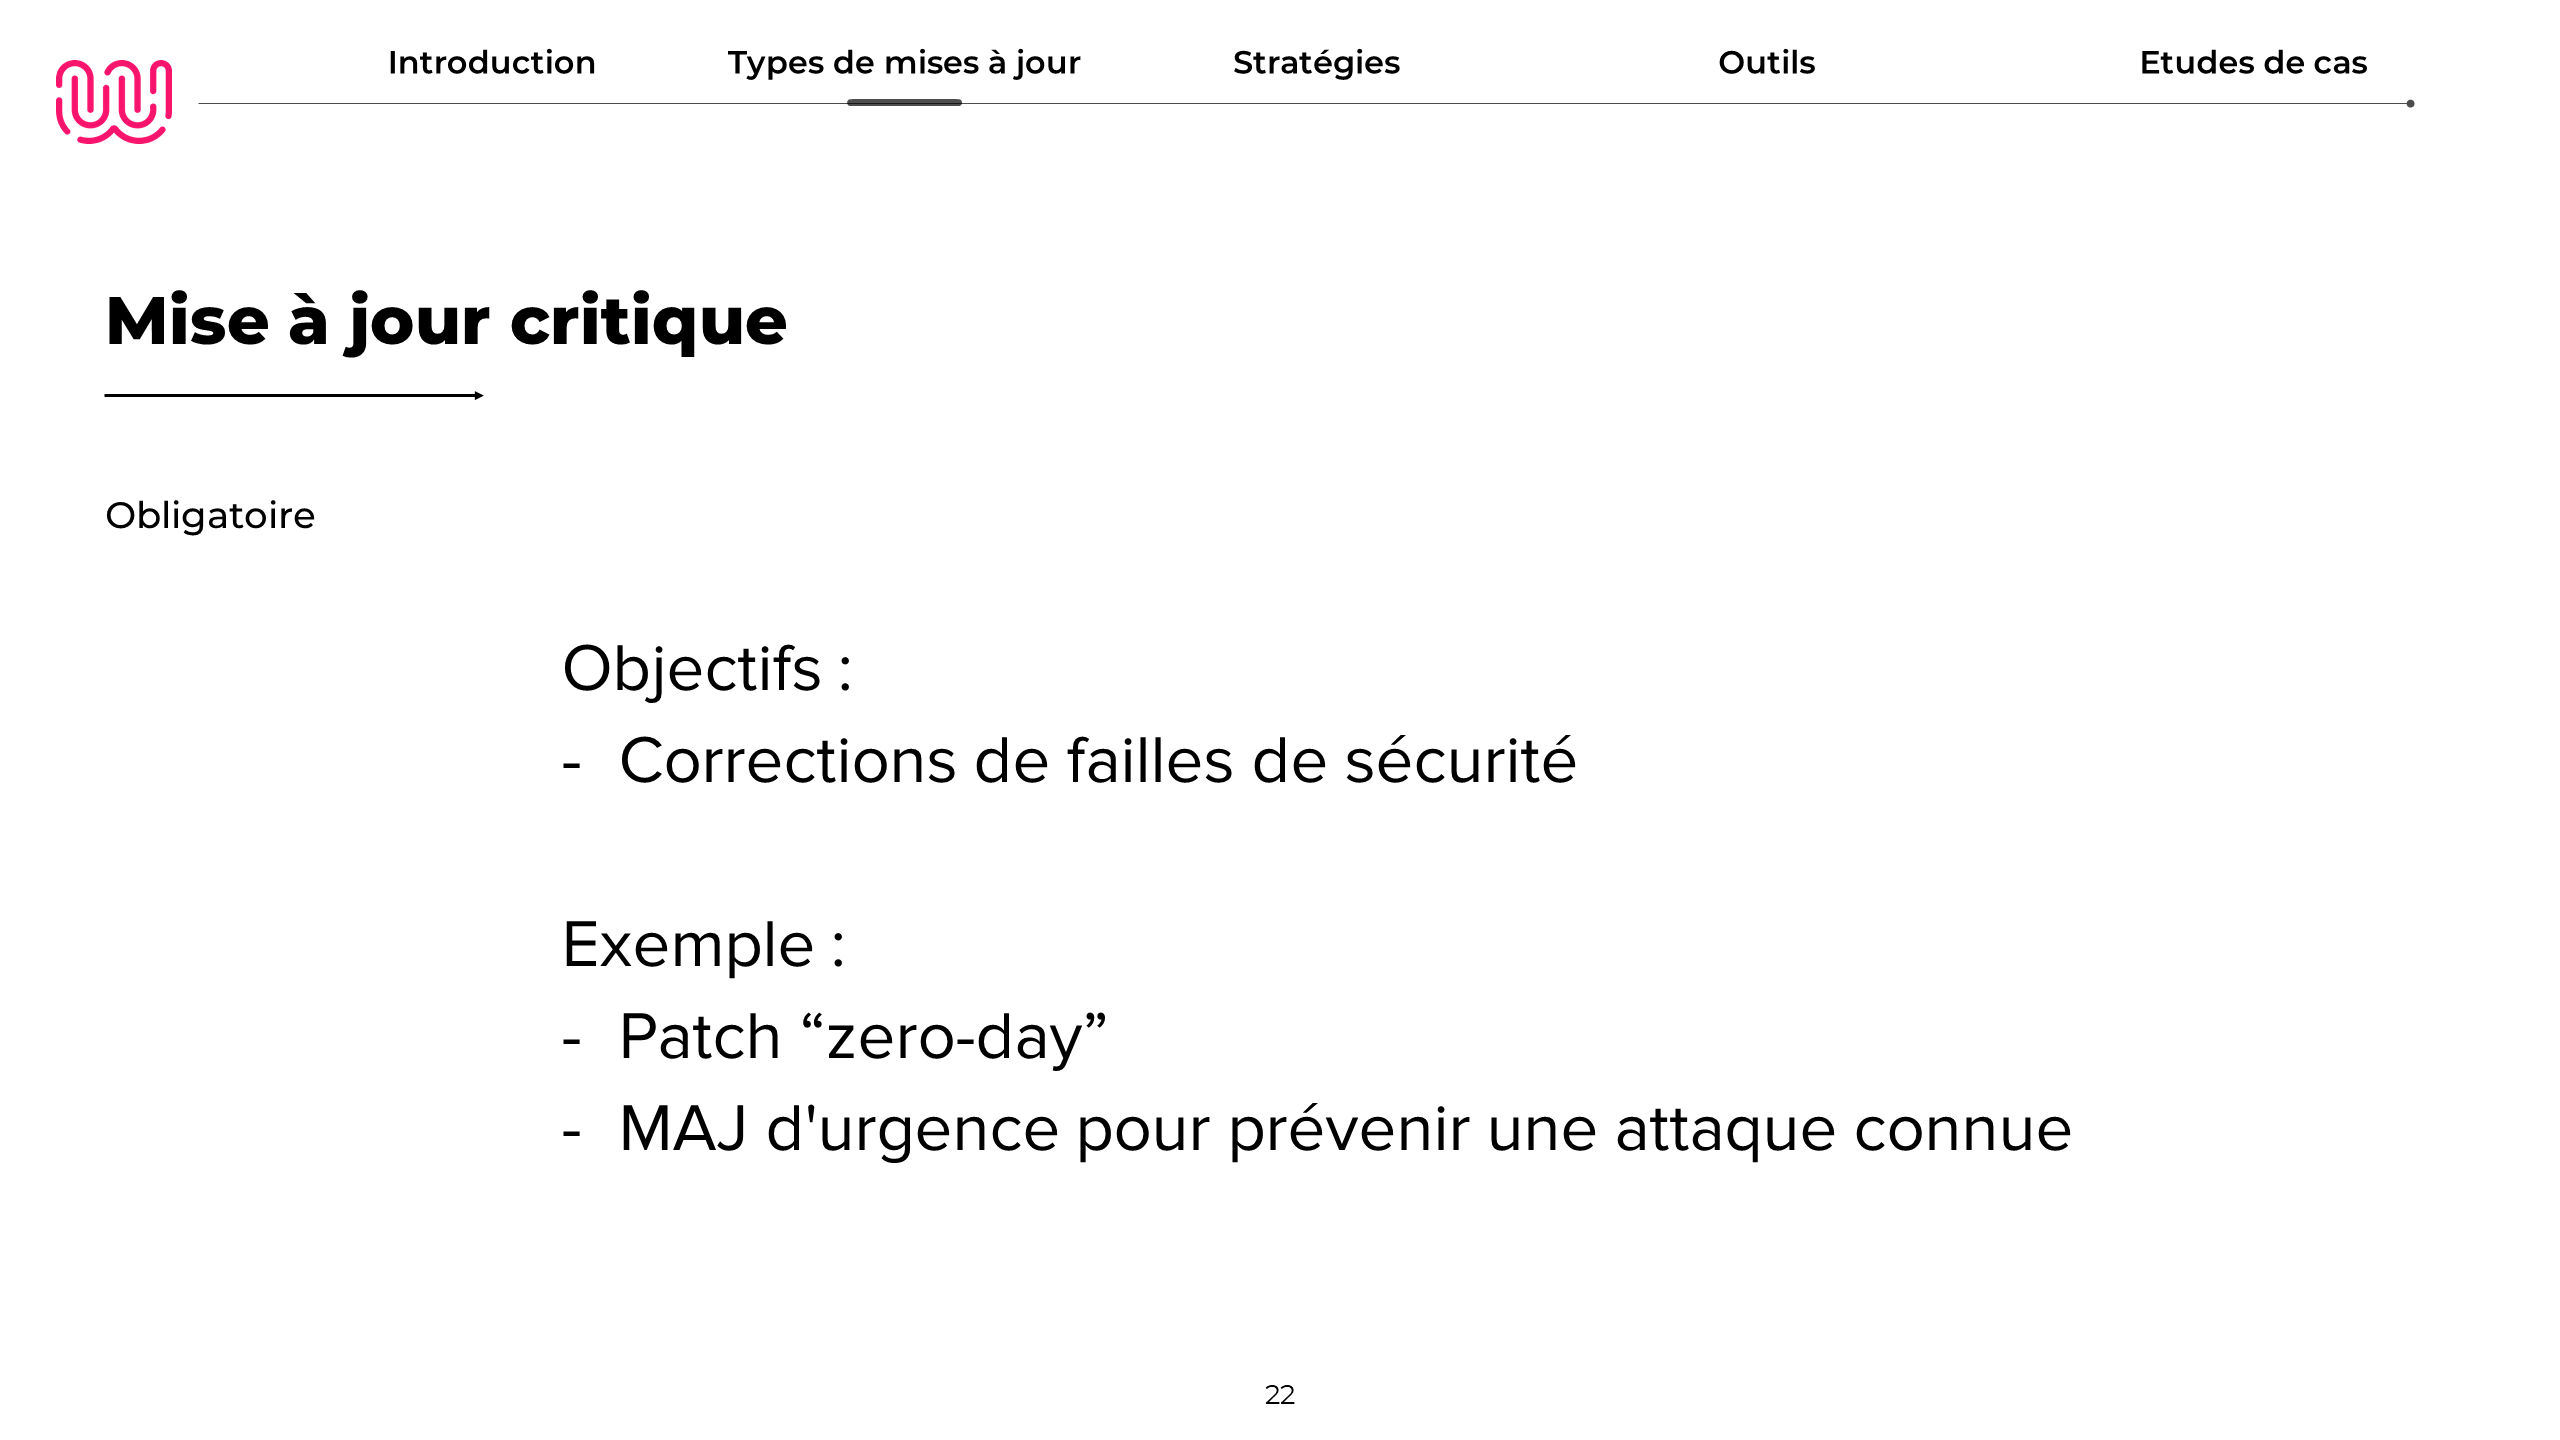 Introduction
Types de mises à jour
Stratégies
Outils
Etudes de cas
Mise à jour critique
Obligatoire
Objectifs :
- Corrections de failles de sécurité
Exemple :
- Patch “zero-day”
- MAJ d'urgence pour prévenir une attaque connue
22